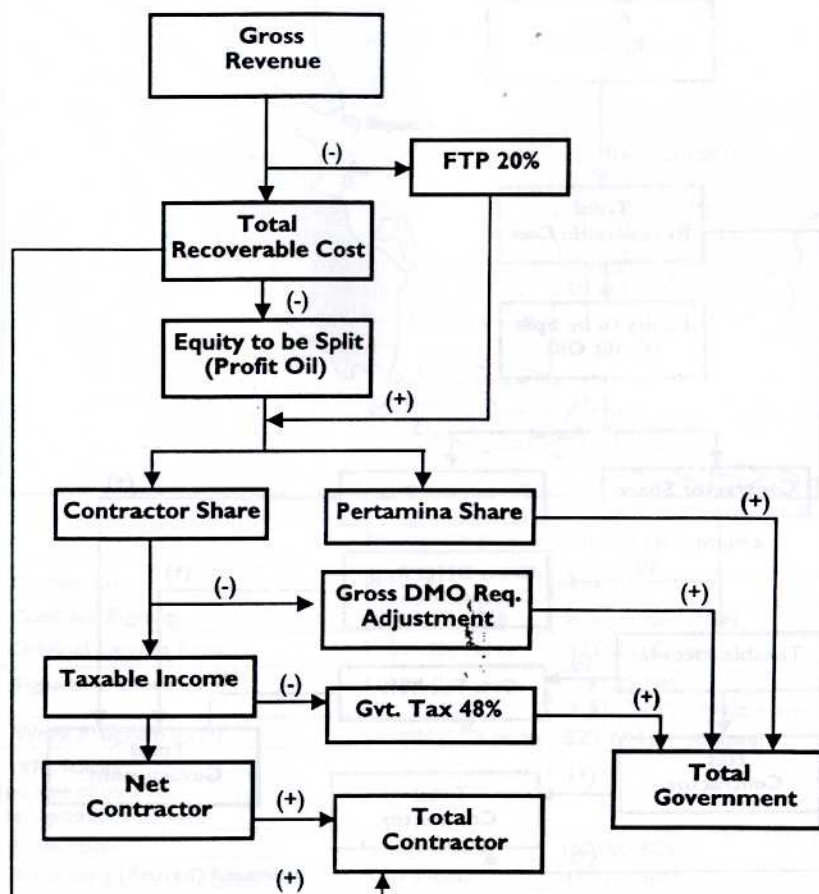 Gross
Revenue
(-)
FTP 20%
Total
Recoverable Cost
(-)
Equity to be Split
(Profit Oil)
(+)
Contractor Share
Pertamina Share
(+)
(-)
Gross DMO Req.
Adjustment
(+)
Taxable Income
(-)
Gvt. Tax 48%
(+)
Net
Contractor
(+)
Total
Contractor
Total
Government
(+)